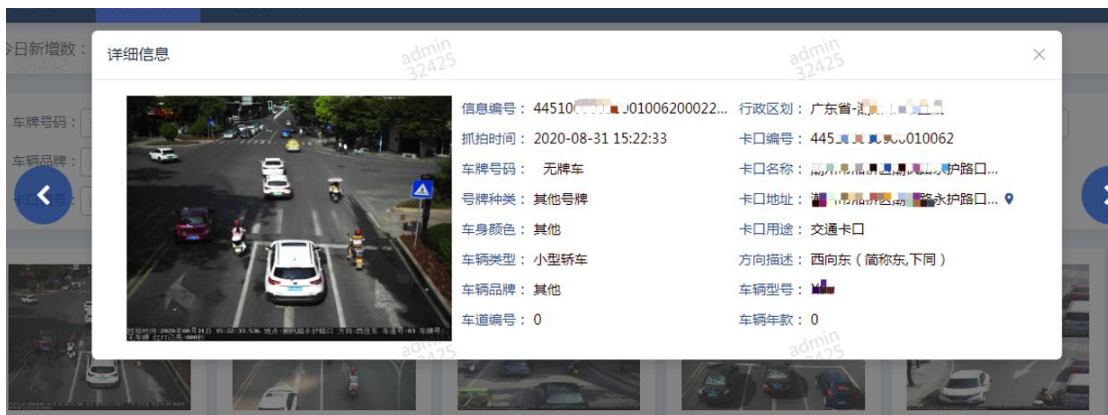 今日新增数：
详细信息
admin
32425
admin
32425
车牌号码：
车辆品牌：
信息编号： 44510 01006200022...
行政区划： 广东省-
抓拍时间： 2020-08-31 15:22:33
卡口编号： 445 010062
车牌号码： 无牌车
卡口名称： 永护路口...
号牌种类： 其他号牌
卡口地址： 永护路口...
车身颜色： 其他
卡口用途： 交通卡口
车辆类型： 小型轿车
方向描述： 西向东（简称东,下同）
车辆品牌： 其他
车辆型号：
车道编号： 0
车辆年款： 0
admin
32425
admin
32425